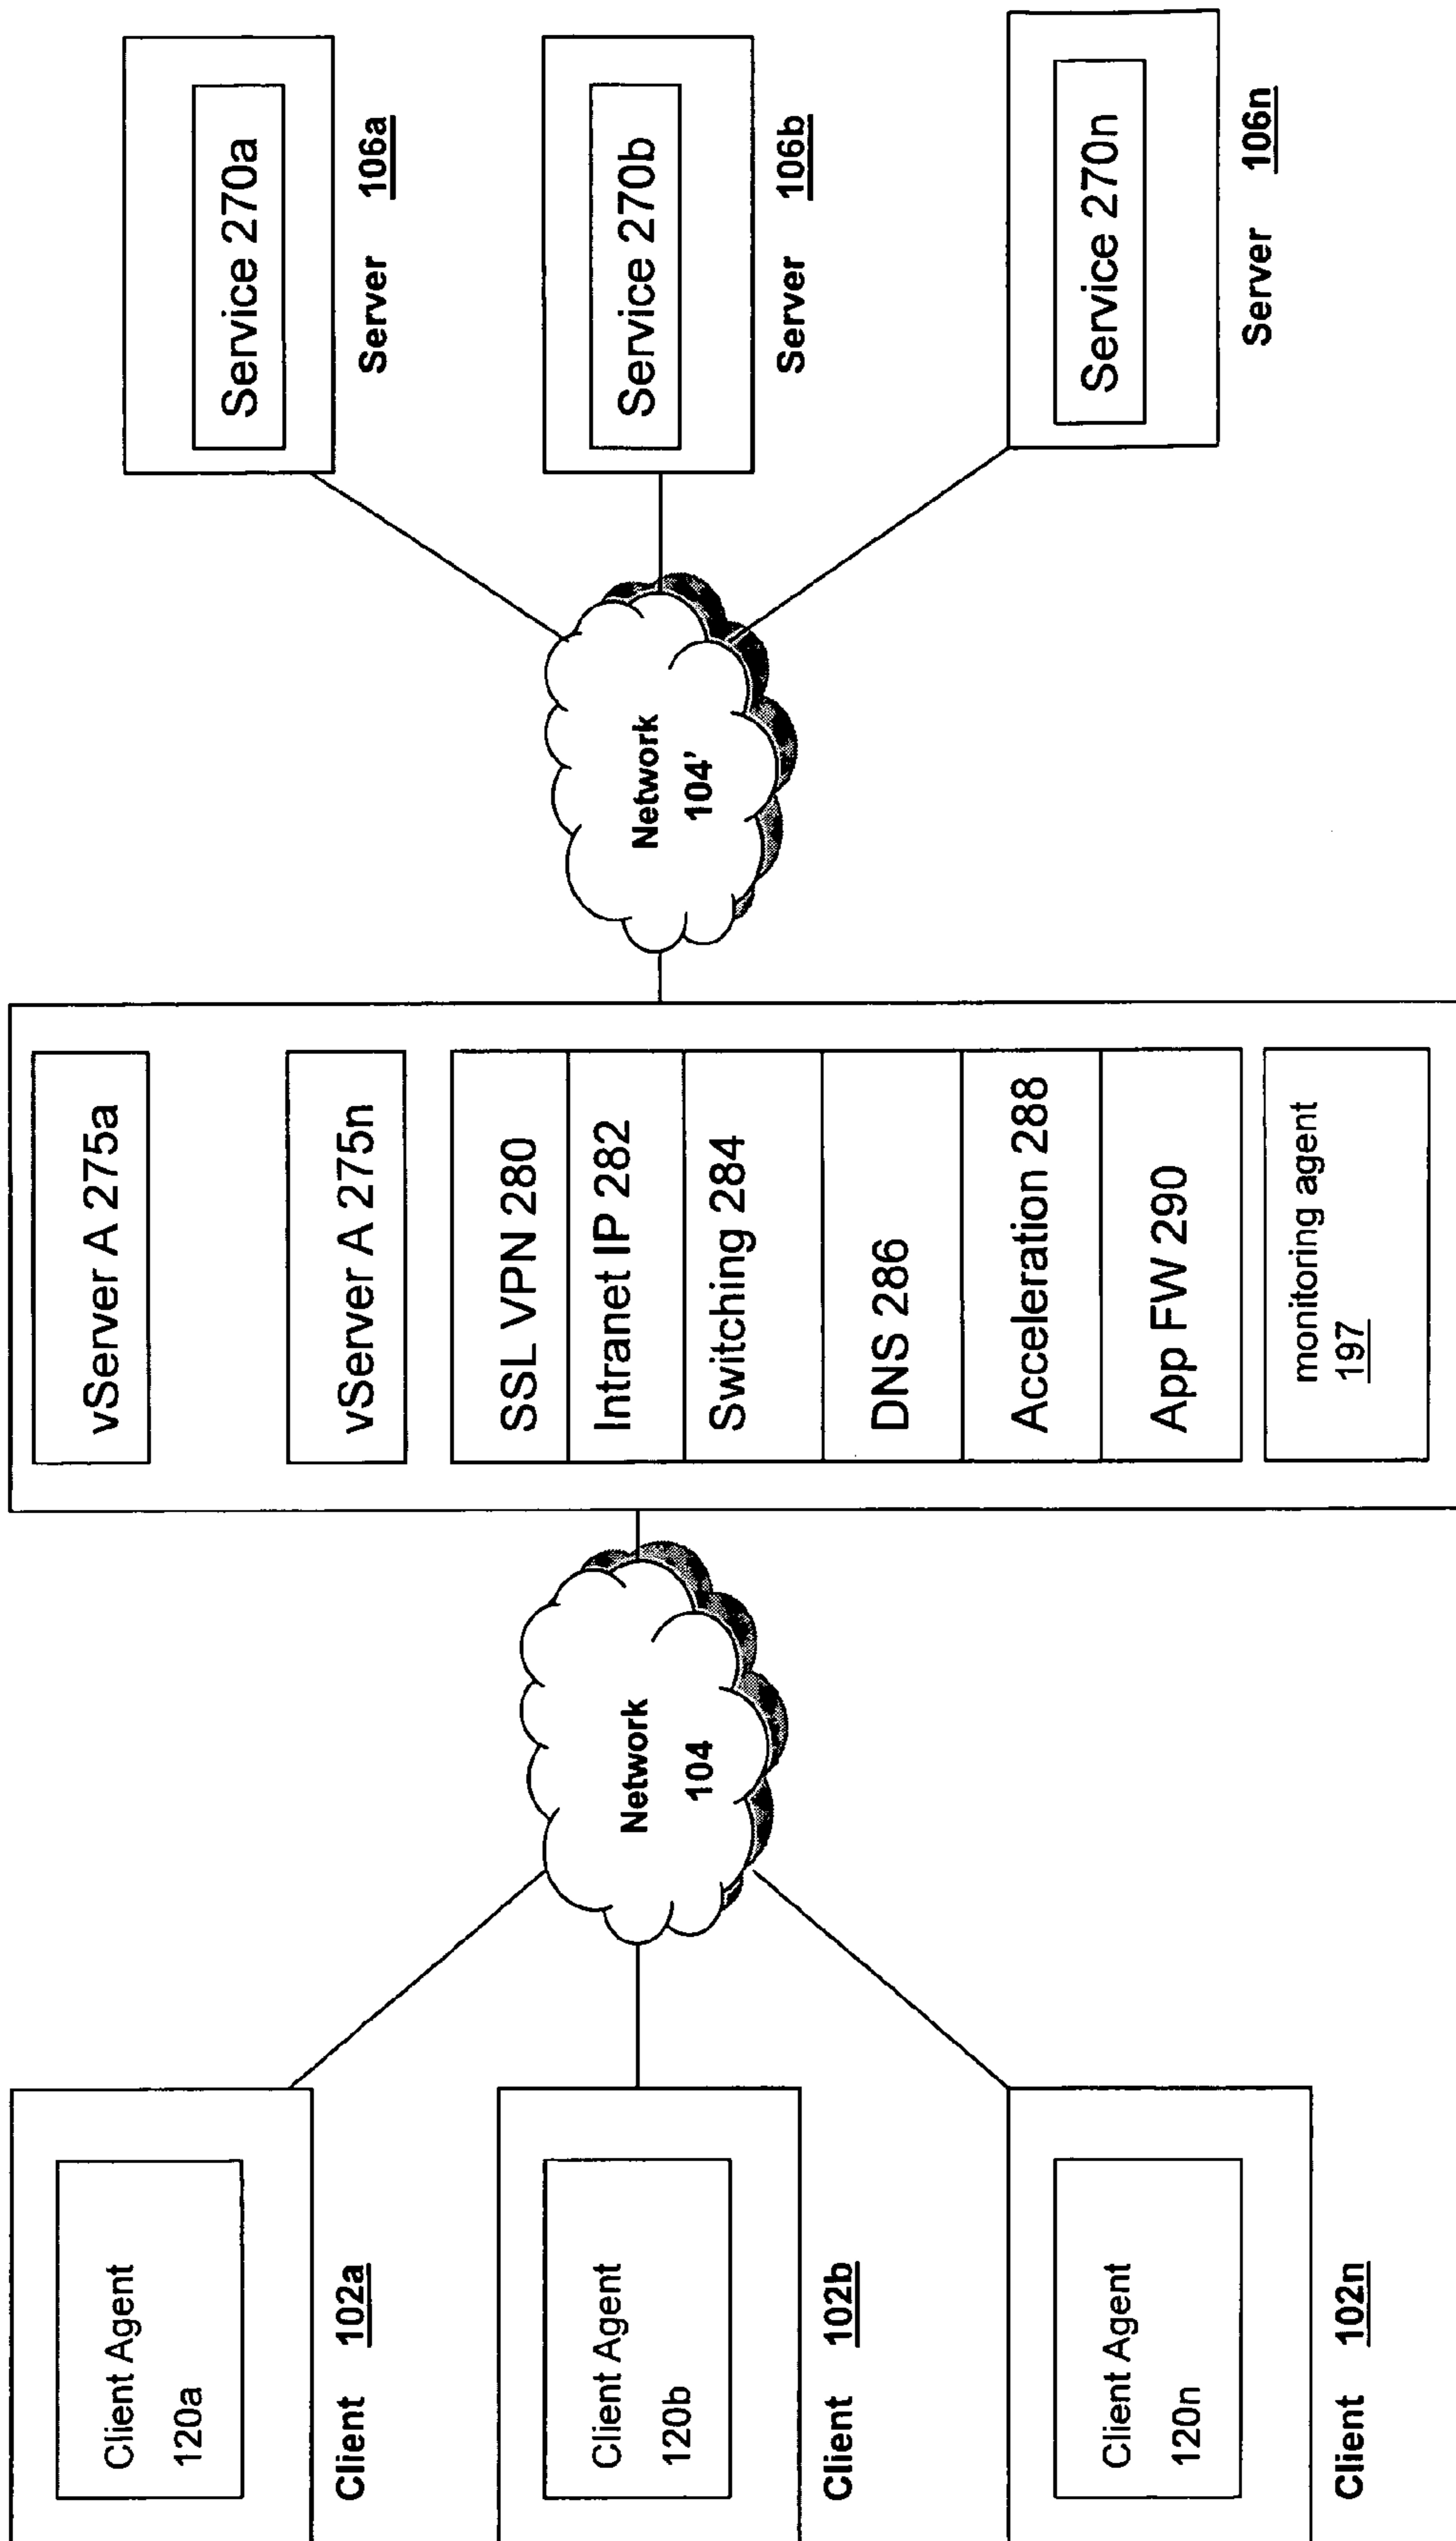 Client Agent
120a
Client 102a
Client Agent
120b
Client 102b
Client Agent
120n
Client 102n
Network
104
vServer A 275a
vServer A 275n
SSL VPN 280
Intranet IP 282
Switching 284
DNS 286
Acceleration 288
App FW 290
monitoring agent
197
Network
104'
Service 270a
Server 106a
Service 270b
Server 106b
Service 270n
Server 106n